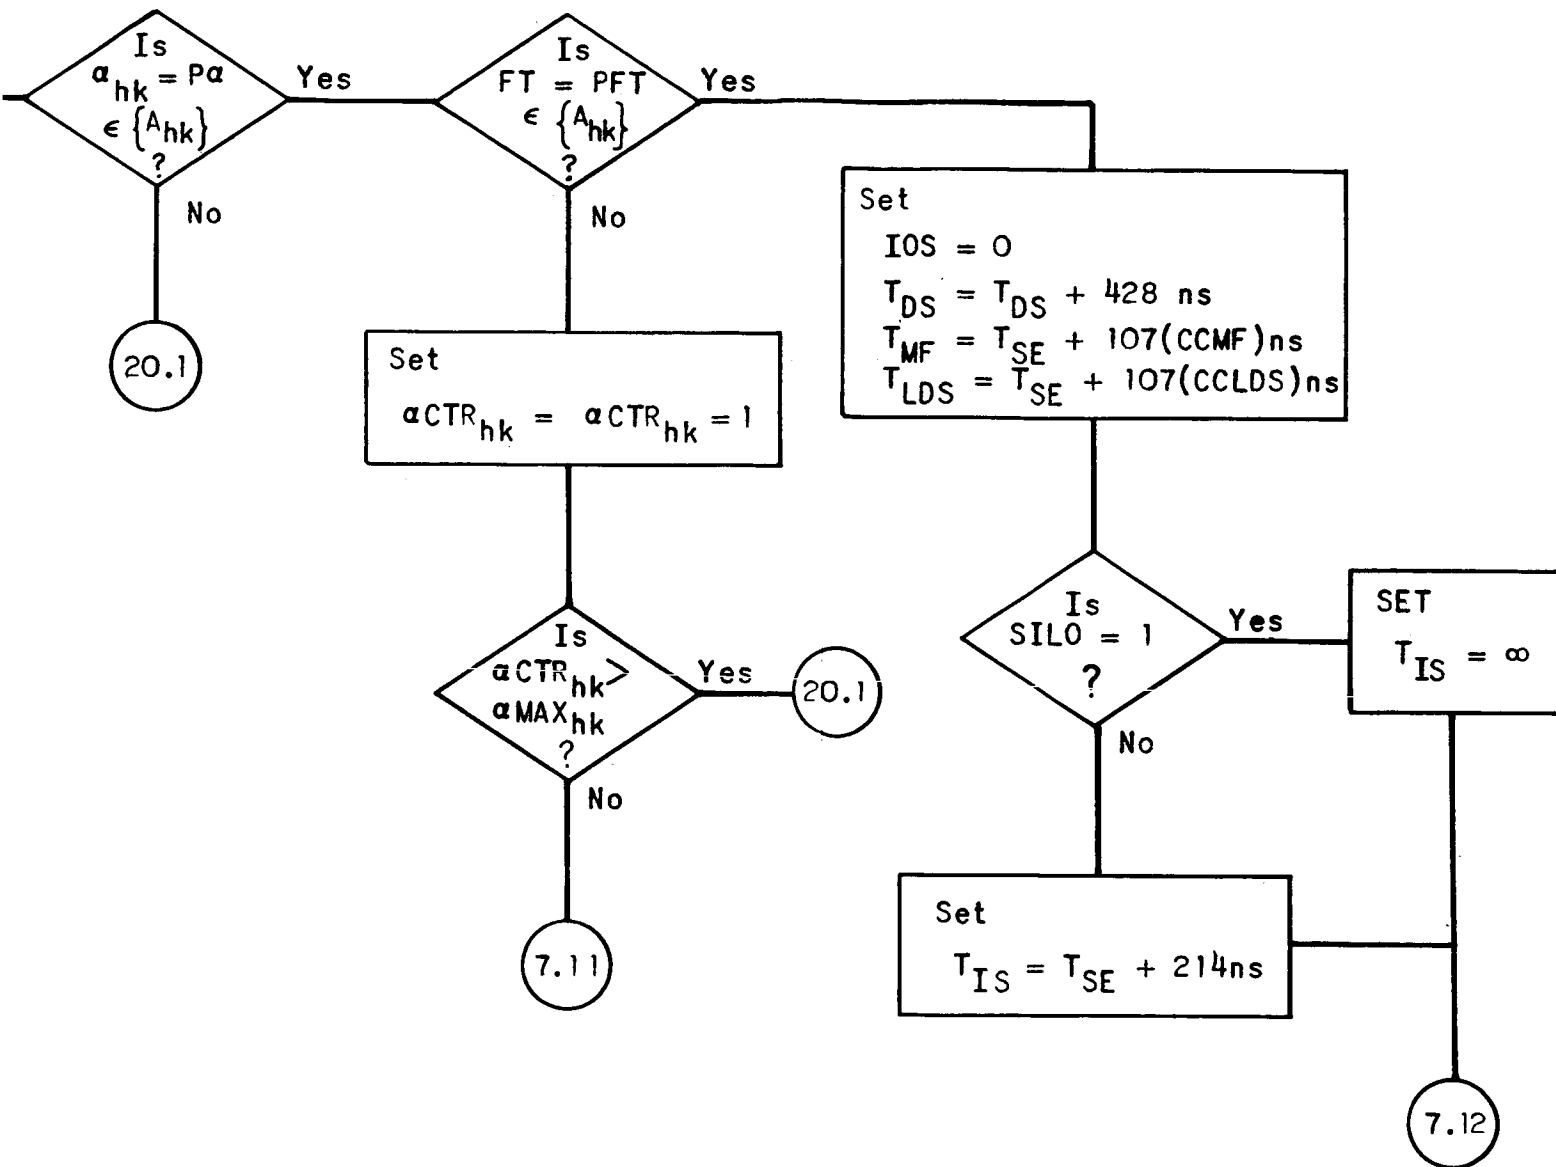 Is
α_hk = Pα
ϵ {A_hk}
?
Yes
No
20.1
Is
FT = PFT
ϵ {A_hk}
?
Yes
No
Set
αCTR_hk = αCTR_hk = 1
Is
αCTR_hk >
αMAX_hk
?
Yes
20.1
No
7.11
Set
IOS = 0
T_DS = T_DS + 428 ns
T_MF = T_SE + 107(CCMF)ns
T_LDS = T_SE + 107(CCLDS)ns
Is
SILO = 1
?
Yes
SET
T_IS = ∞
No
Set
T_IS = T_SE + 214ns
7.12